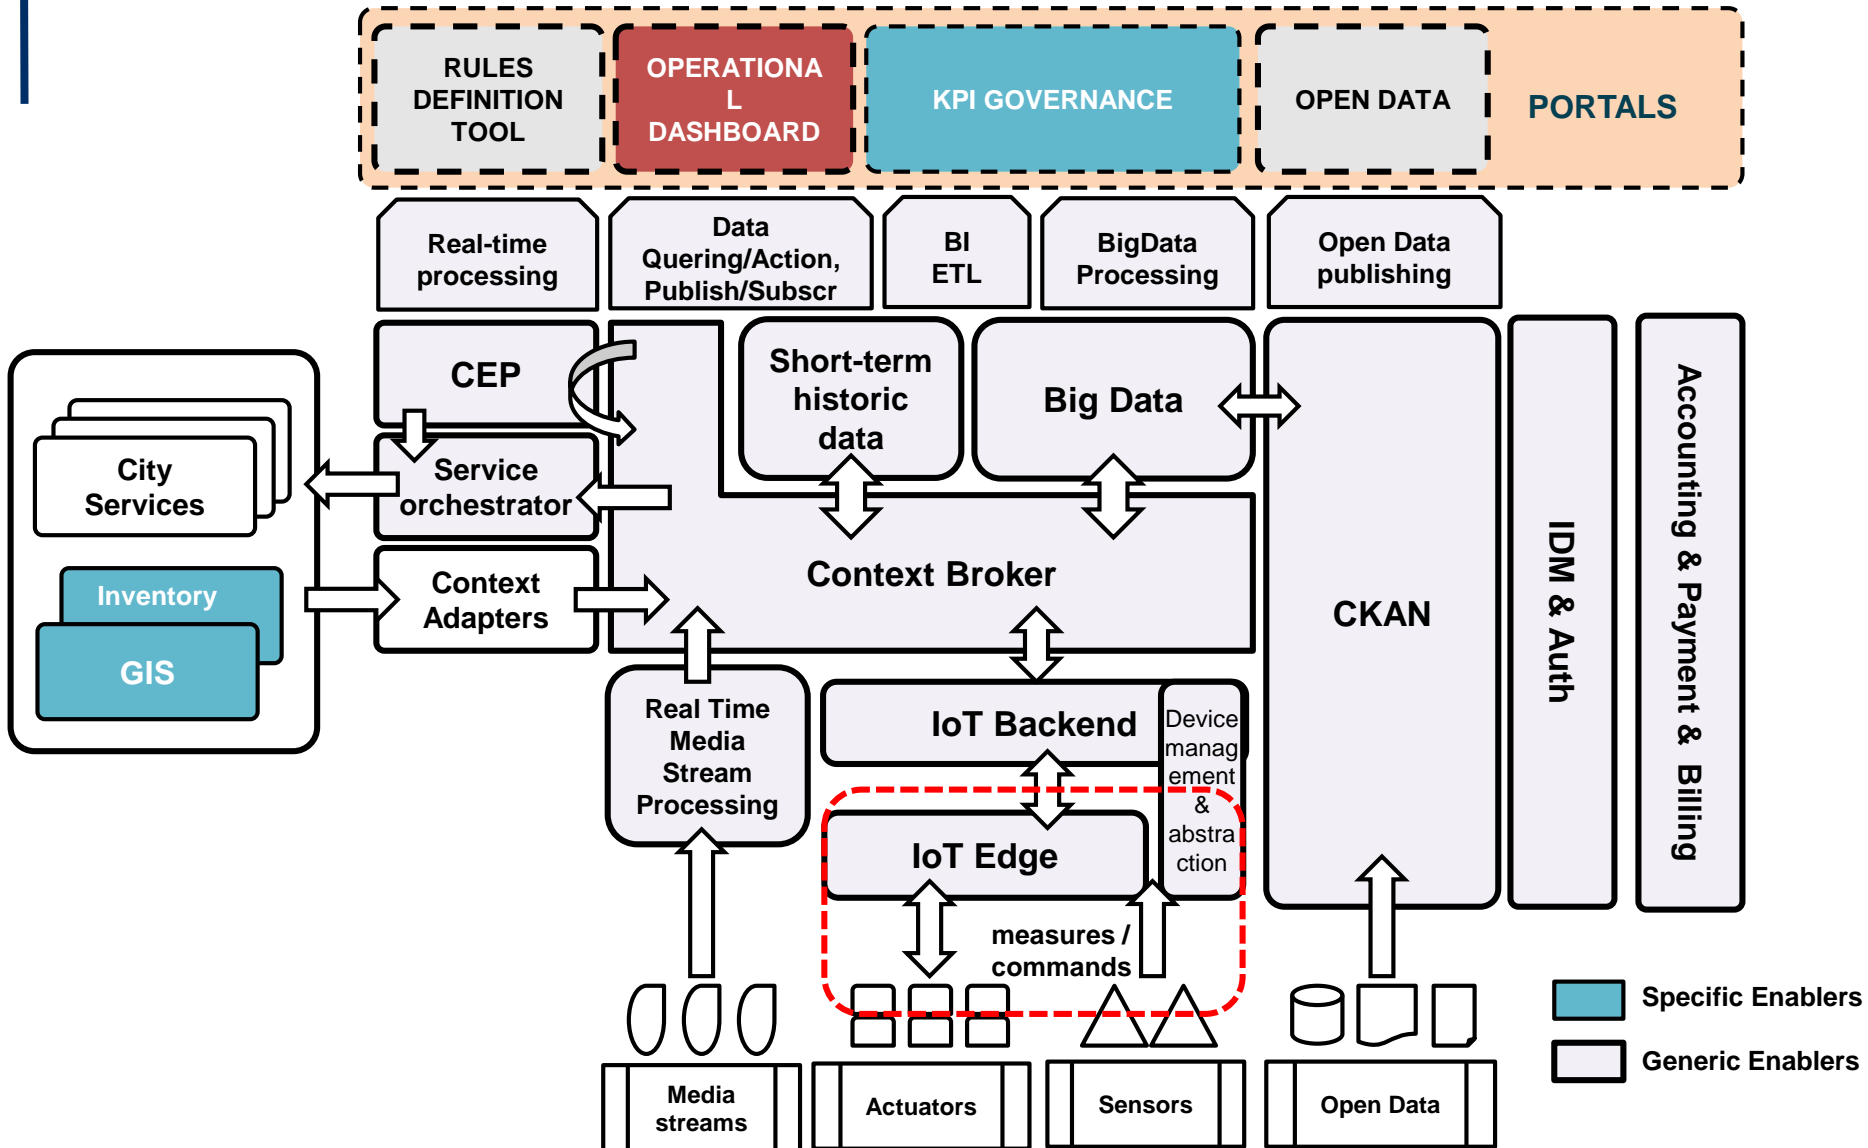 RULES
DEFINITION
TOOL
OPERATIONA
L
DASHBOARD
KPI GOVERNANCE
OPEN DATA
PORTALS
Real-time
processing
Data
Quering/Action,
Publish/Subscr
BI
ETL
BigData
Processing
Open Data
publishing
CEP
Short-term
historic
data
Big Data
City
Services
Service
orchestrator
Context Broker
Inventory
GIS
Context
Adapters
CKAN
IDM & Auth
Accounting & Payment & Billing
Real Time
Media
Stream
Processing
IoT Backend
Device
manag
ement
&
abstra
ction
IoT Edge
measures /
commands
Specific Enablers
Generic Enablers
Media
streams
Actuators
Sensors
Open Data